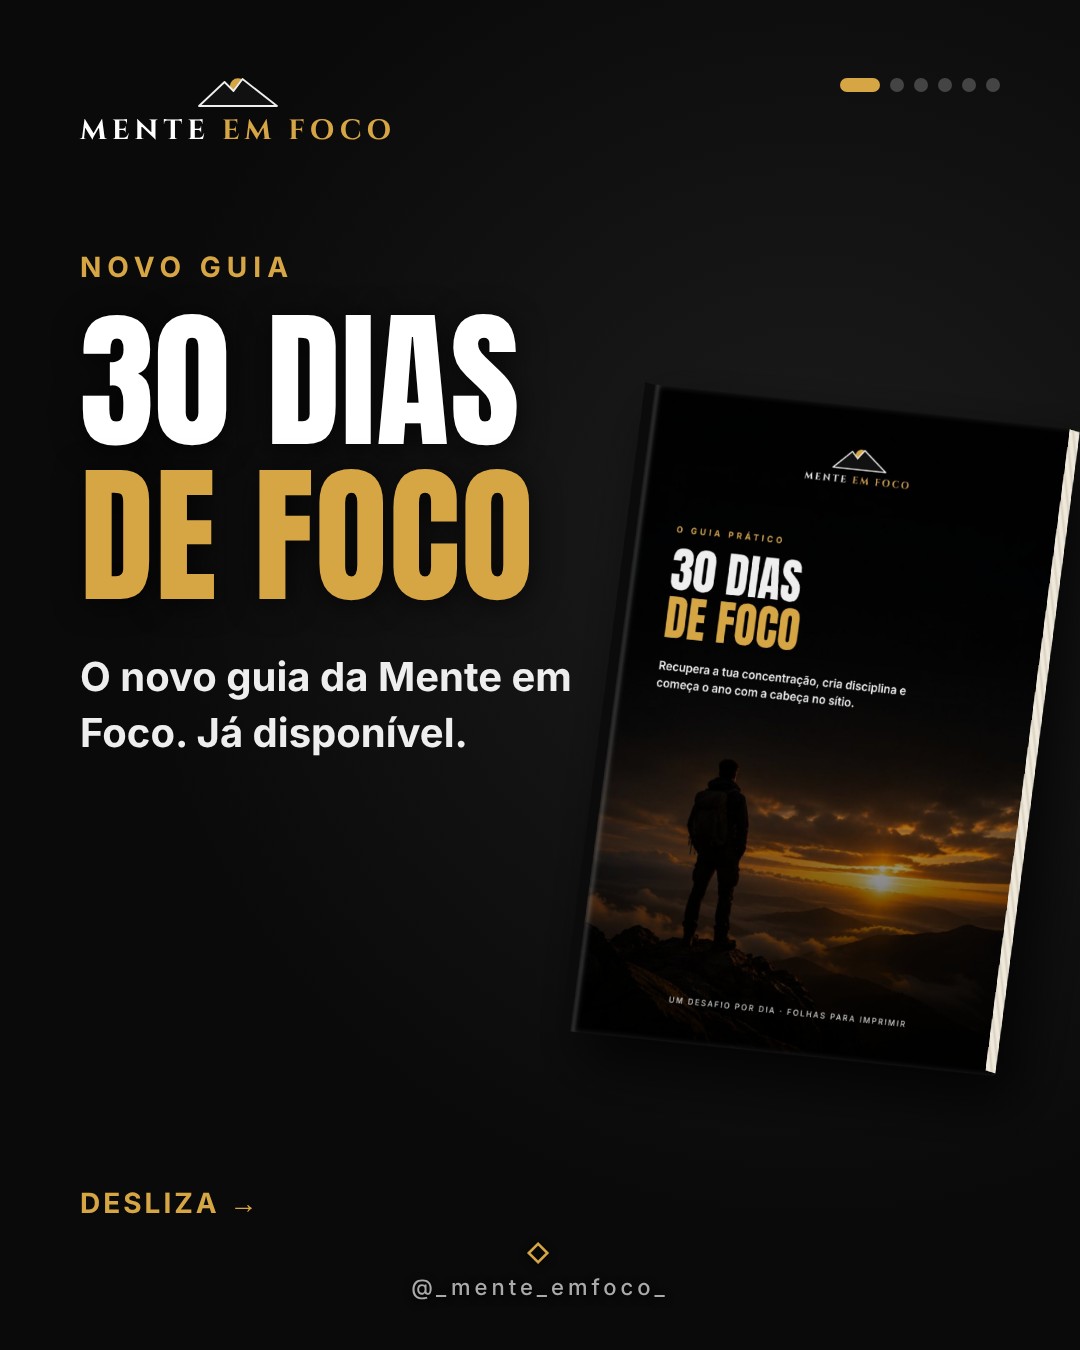 MENTE EM FOCO
NOVO GUIA
30 DIAS
DE FOCO
O novo guia da Mente em
Foco. Já disponível.
MENTE EM FOCO
O GUIA PRÁTICO
30 DIAS
DE FOCO
Recupera a tua concentração, cria disciplina e
começa o ano com a cabeça no sítio.
UM DESAFIO POR DIA · FOLHAS PARA IMPRIMIR
DESLIZA →
@_mente_emfoco_